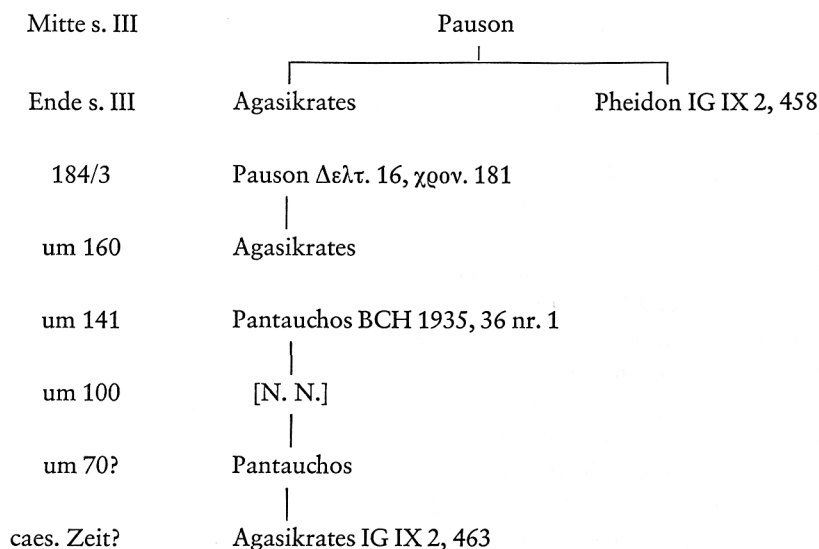 Mitte s. III Pauson
Ende s. III Agasikrates Pheidon IG IX 2, 458
184/3 Pauson Δελτ. 16, χρον. 181
um 160 Agasikrates
um 141 Pantauchos BCH 1935, 36 nr. 1
um 100 [N. N.]
um 70? Pantauchos
caes. Zeit? Agasikrates IG IX 2, 463